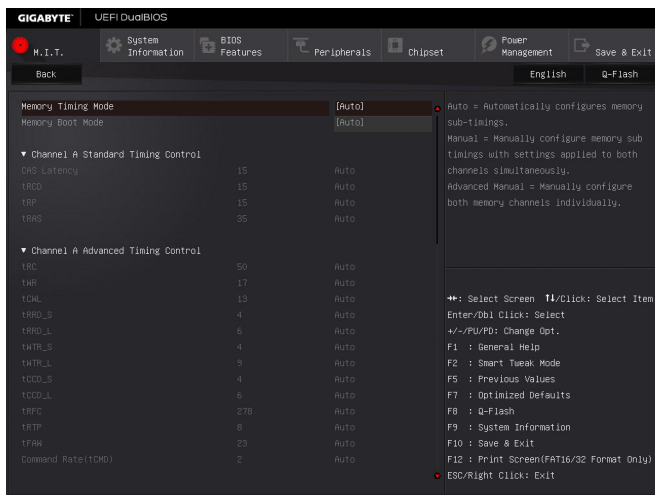 GIGABYTE™ UEFI DualBIOS
M.I.T. System Information BIOS Features Peripherals Chipset Power Management Save & Exit
Back English Q-Flash
Memory Timing Mode [Auto]
Memory Boot Mode [Auto]
▼ Channel A Standard Timing Control
CAS Latency 15 Auto
tRCD 15 Auto
tRP 15 Auto
tRAS 35 Auto
▼ Channel A Advanced Timing Control
tRC 50 Auto
tWR 17 Auto
tCWL 13 Auto
tRRD_S 4 Auto
tRRD_L 6 Auto
tWTR_S 4 Auto
tWTR_L 9 Auto
tCCD_S 4 Auto
tCCD_L 6 Auto
tRFC 278 Auto
tRTP 8 Auto
tFAW 23 Auto
Command Rate(tCMD) 2 Auto
Auto = Automatically configures memory
sub-timings.
Manual = Manually configure memory sub
timings with settings applied to both
channels simultaneously.
Advanced Manual = Manually configure
both memory channels individually.
→←: Select Screen ↑↓/Click: Select Item
Enter/Dbl Click: Select
+/-/PU/PD: Change Opt.
F1 : General Help
F2 : Smart Tweak Mode
F5 : Previous Values
F7 : Optimized Defaults
F8 : Q-Flash
F9 : System Information
F10 : Save & Exit
F12 : Print Screen(FAT16/32 Format Only)
ESC/Right Click: Exit